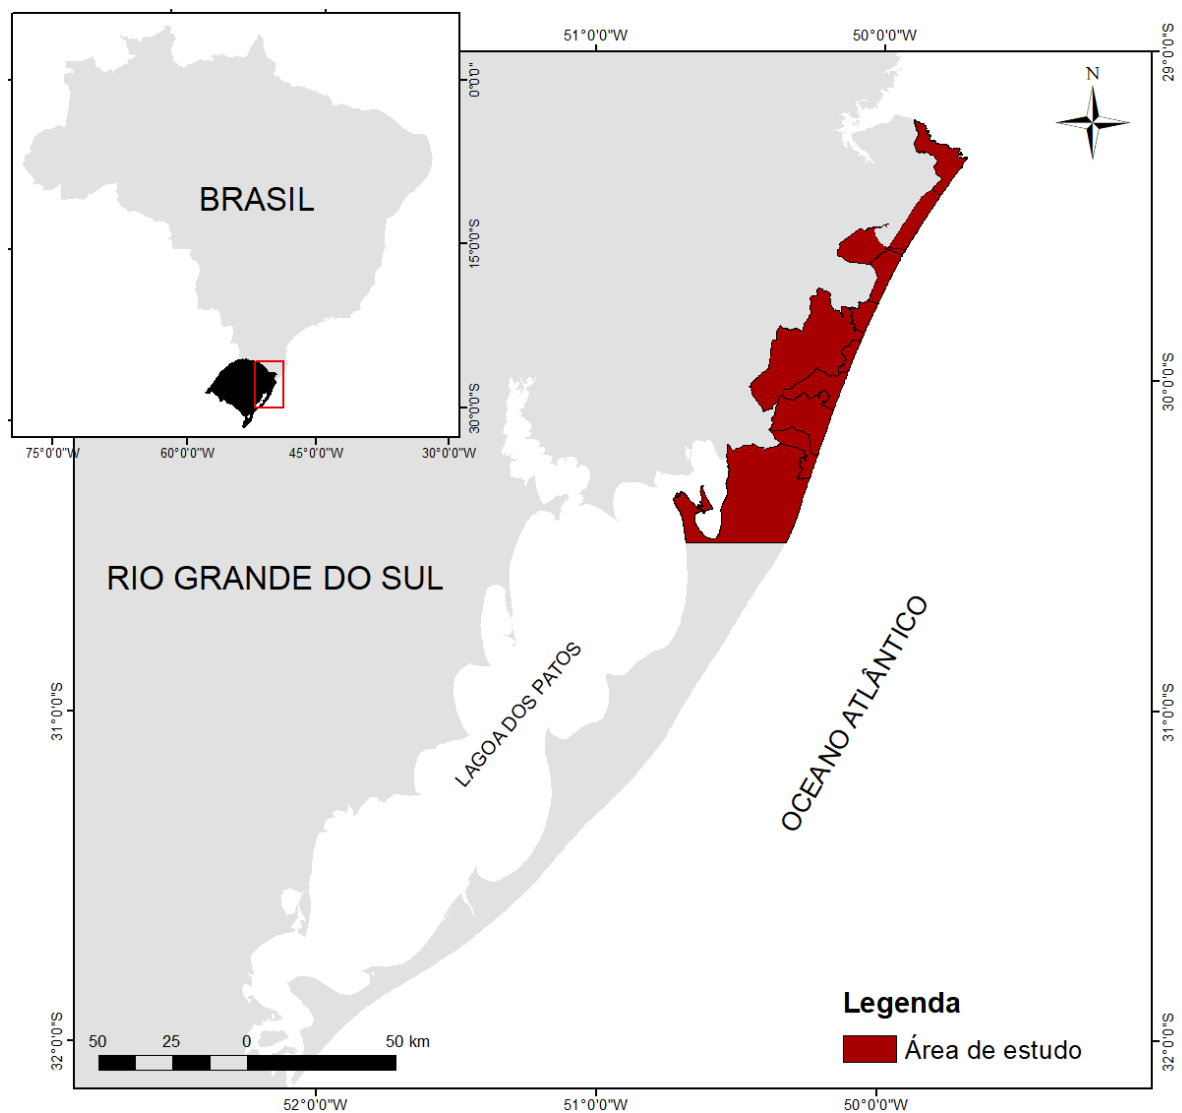 51°0'0"W 50°0'0"W
29°0'0"S
N
0°0'0"
BRASIL
15°0'0"S
30°0'0"S
75°0'0"W 60°0'0"W 45°0'0"W 30°0'0"W
30°0'0"S
RIO GRANDE DO SUL
LAGOA DOS PATOS
OCEANO ATLÂNTICO
31°0'0"S 31°0'0"S
Legenda
Área de estudo
50 25 0 50 km
32°0'0"S 32°0'0"S
52°0'0"W 51°0'0"W 50°0'0"W